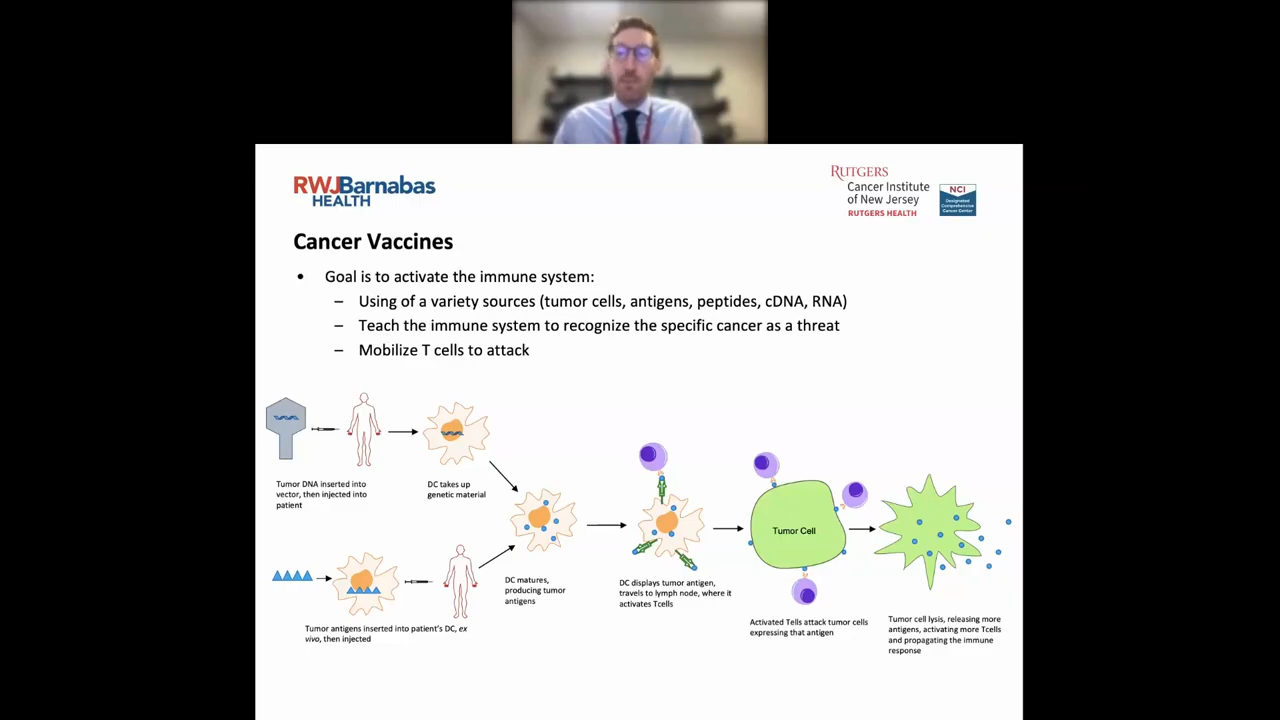 RWJBarnabas
HEALTH
RUTGERS
Cancer Institute
of New Jersey
RUTGERS HEALTH
NCI
Designated
Comprehensive
Cancer Center
Cancer Vaccines
• Goal is to activate the immune system:
– Using of a variety sources (tumor cells, antigens, peptides, cDNA, RNA)
– Teach the immune system to recognize the specific cancer as a threat
– Mobilize T cells to attack
Tumor DNA inserted into
vector, then injected into
patient
DC takes up
genetic material
Tumor antigens inserted into patient's DC, ex
vivo, then injected
DC matures,
producing tumor
antigens
DC displays tumor antigen,
travels to lymph node, where it
activates Tcells
Tumor Cell
Activated Tells attack tumor cells
expressing that antigen
Tumor cell lysis, releasing more
antigens, activating more Tcells
and propagating the immune
response